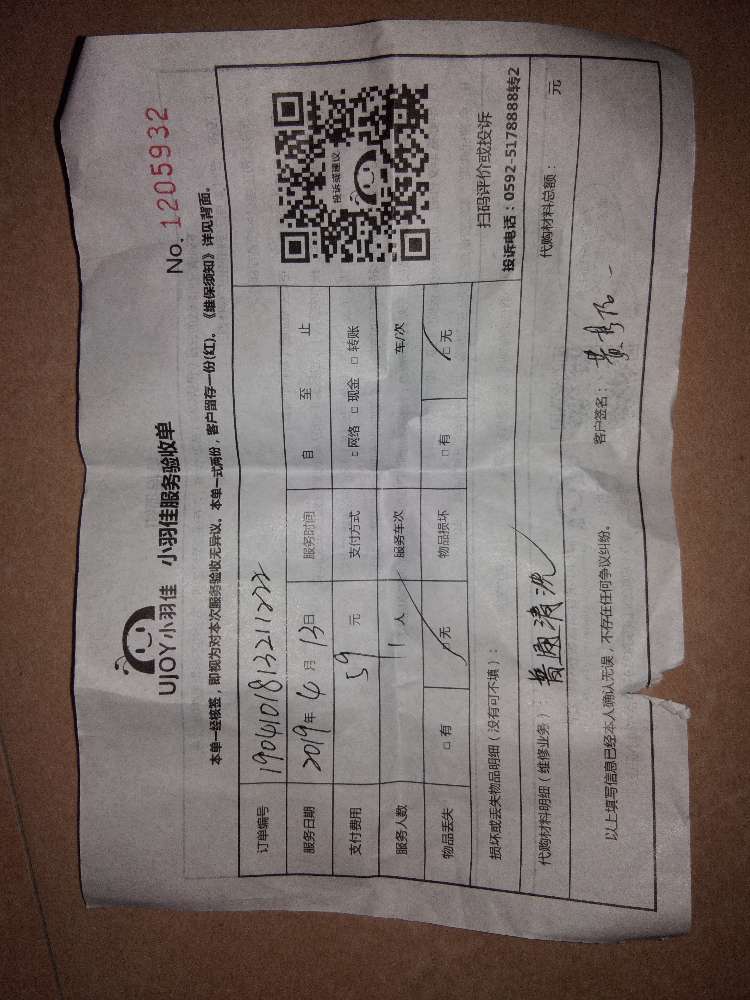 No. 1205932
UJOY小羽佳 小羽佳服务验收单
本单一经核签，即视为对本次服务验收无异议。本单一式两份，客户留存一份(红)。《维保须知》详见背面。
订单编号 1904101813211222
服务日期 2019年4月13日 服务时间 自 至 止
支付费用 59元 支付方式 □网络 □现金 □转账
服务人数 1人 服务车次 车/次
物品丢失 □有 □无 物品损坏 □有 □无
投诉或建议
扫码评价或投诉
投诉电话：0592-5178888转2
损坏或丢失物品明细（没有可不填）：
代购材料明细（维修业务）： 清洗 代购材料总额： 元
以上填写信息已经本人确认无误，不存在任何争议纠纷。 客户签名： 黄